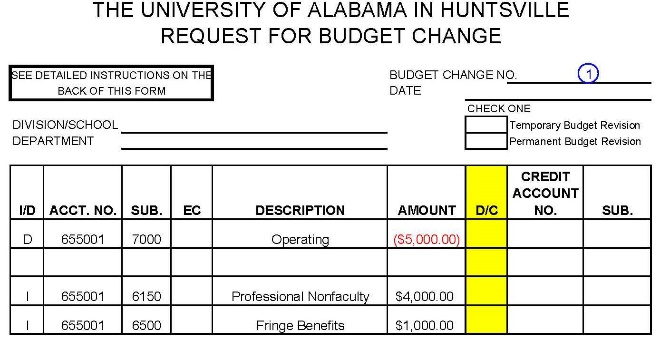 THE UNIVERSITY OF ALABAMA IN HUNTSVILLE
REQUEST FOR BUDGET CHANGE
SEE DETAILED INSTRUCTIONS ON THE
BACK OF THIS FORM
BUDGET CHANGE NO. 1
DATE
CHECK ONE
DIVISION/SCHOOL
Temporary Budget Revision
DEPARTMENT
Permanent Budget Revision
I/D ACCT. NO. SUB. EC DESCRIPTION AMOUNT D/C CREDIT ACCOUNT NO. SUB.
D 655001 7000 Operating ($5,000.00)
I 655001 6150 Professional Nonfaculty $4,000.00
I 655001 6500 Fringe Benefits $1,000.00